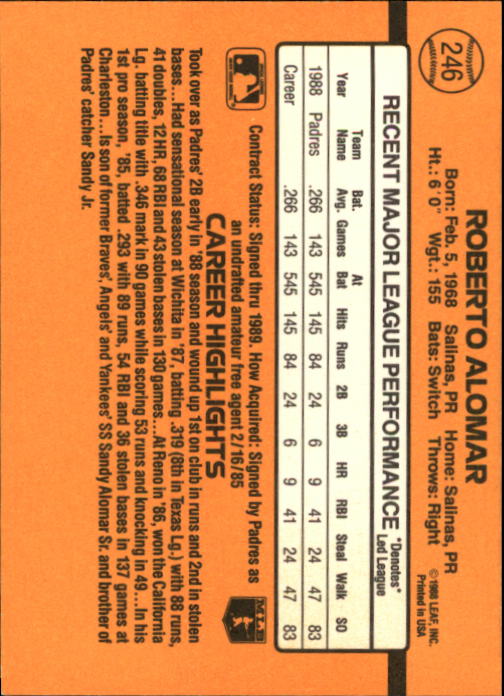 246
ROBERTO ALOMAR
Born: Feb. 5, 1968 Salinas, PR Home: Salinas, PR
Ht.: 6'0" Wgt.: 155 Bats: Switch Throws: Right
© 1988 LEAF, INC.
Printed in USA
RECENT MAJOR LEAGUE PERFORMANCE *Denotes*
Led League
Year Team Name Bat. Avg. Games At Bat Hits Runs 2B 3B HR RBI Steal Walk SO
1988 Padres .266 143 545 145 84 24 6 9 41 24 47 83
Career .266 143 545 145 84 24 6 9 41 24 47 83
Contract Status: Signed thru 1989. How Acquired: Signed by Padres as
an undrafted amateur free agent 2/16/85
MLB
CAREER HIGHLIGHTS
Took over as Padres' 2B early in '88 season and wound up 1st on club in runs and 2nd in stolen
bases...Had sensational season at Wichita in '87, batting .319 (8th in Texas Lg.) with 88 runs,
41 doubles, 12 HR, 68 RBI and 43 stolen bases in 130 games...At Reno in '86, won the California
Lg. batting title with .346 mark in 90 games while scoring 53 runs and knocking in 49...In his
1st pro season, '85, batted .293 with 89 runs, 54 RBI and 36 stolen bases in 137 games at
Charleston...Is son of former Braves', Angels' and Yankees' SS Sandy Alomar Sr. and brother of
Padres' catcher Sandy Jr.